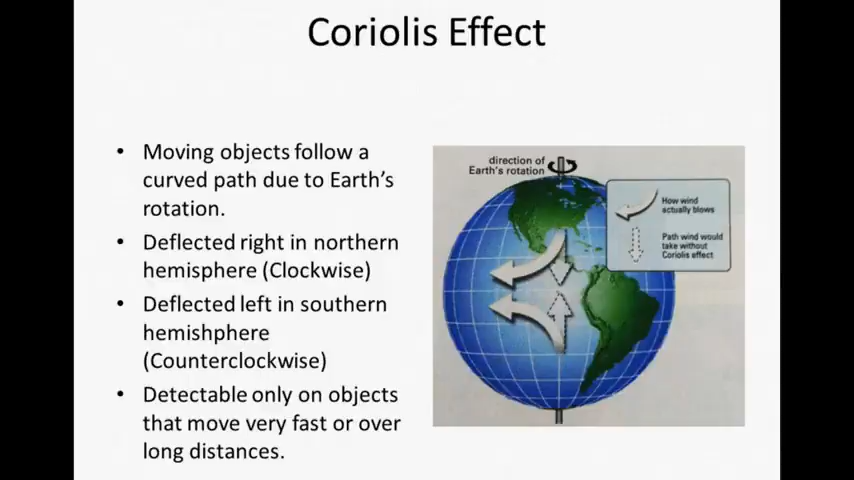 Coriolis Effect
• Moving objects follow a
curved path due to Earth's
rotation.
• Deflected right in northern
hemisphere (Clockwise)
• Deflected left in southern
hemishphere
(Counterclockwise)
• Detectable only on objects
that move very fast or over
long distances.
direction of
Earth's rotation
How wind
actually blows
Path wind would
take without
Coriolis effect